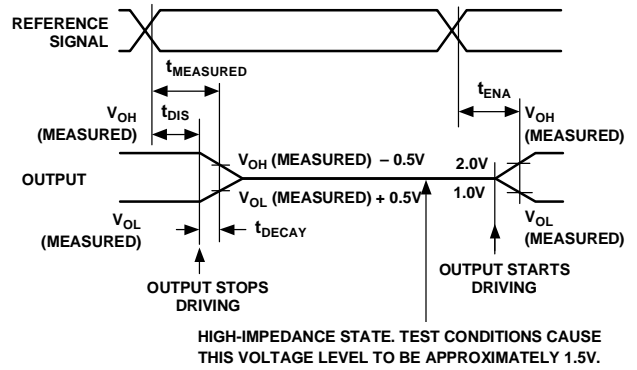 REFERENCE
SIGNAL
tMEASURED
tDIS
tENA
VOH
(MEASURED)
VOH
(MEASURED)
VOH (MEASURED) – 0.5V
2.0V
OUTPUT
VOL (MEASURED) + 0.5V
1.0V
VOL
(MEASURED)
VOL
(MEASURED)
tDECAY
OUTPUT STOPS
DRIVING
OUTPUT STARTS
DRIVING
HIGH-IMPEDANCE STATE. TEST CONDITIONS CAUSE
THIS VOLTAGE LEVEL TO BE APPROXIMATELY 1.5V.